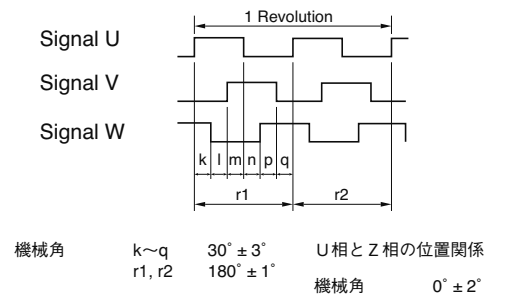 1 Revolution
Signal U
Signal V
Signal W
k l m n p q
r1 r2
機械角 k～q 30°± 3° U相とZ相の位置関係
r1, r2 180°± 1°
機械角 0°± 2°